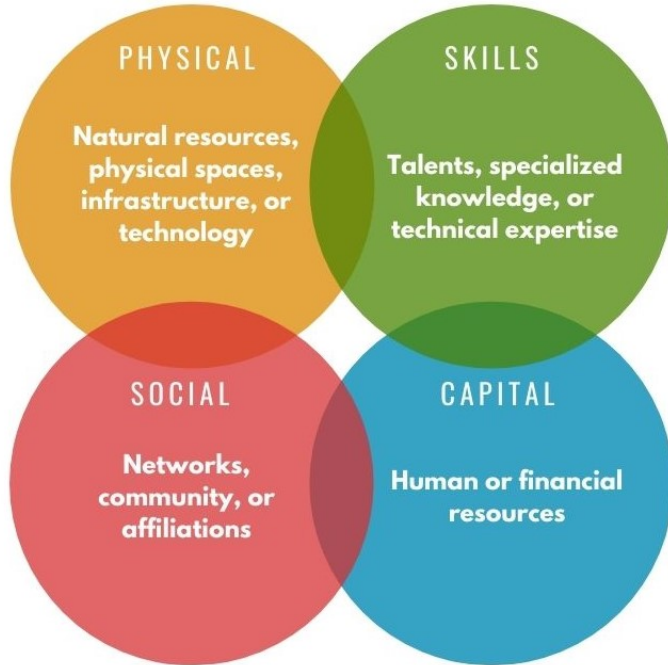 PHYSICAL
Natural resources,
physical spaces,
infrastructure, or
technology
SKILLS
Talents, specialized
knowledge, or
technical expertise
SOCIAL
Networks,
community, or
affiliations
CAPITAL
Human or financial
resources